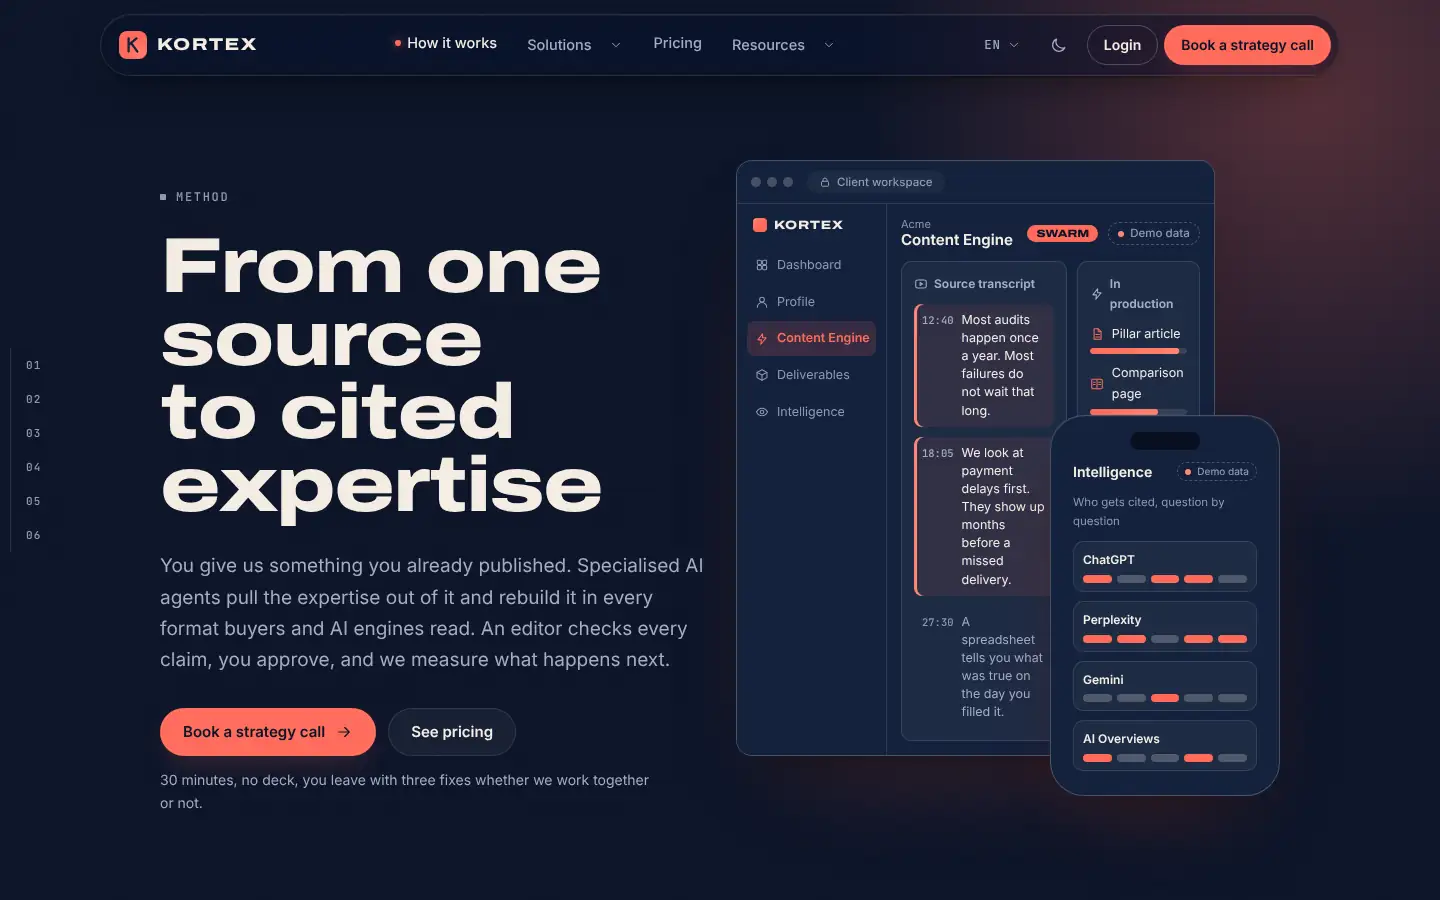 KORTEX
How it works
Solutions
Pricing
Resources
EN
Login
Book a strategy call
METHOD
From one
source
to cited
expertise
You give us something you already published. Specialised AI
agents pull the expertise out of it and rebuild it in every
format buyers and AI engines read. An editor checks every
claim, you approve, and we measure what happens next.
Book a strategy call
See pricing
30 minutes, no deck, you leave with three fixes whether we work together
or not.
01
02
03
04
05
06
Client workspace
KORTEX
Dashboard
Profile
Content Engine
Deliverables
Intelligence
Acme
Content Engine
SWARM
Demo data
Source transcript
12:40 Most audits
happen once
a year. Most
failures do
not wait that
long.
18:05 We look at
payment
delays first.
They show up
months
before a
missed
delivery.
27:30 A
spreadsheet
tells you what
was true on
the day you
filled it.
In
production
Pillar article
Comparison
page
Intelligence
Demo data
Who gets cited, question by
question
ChatGPT
Perplexity
Gemini
AI Overviews